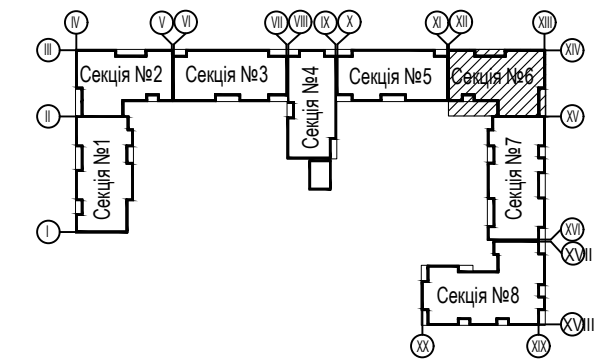 IV V VI VII VIII IX X XI XII XIII
III XIV
Секція №2 Секція №3 Секція №4 Секція №5 Секція №6
II XV
Секція №1 Секція №7
I XVI
XVII
Секція №8
XVIII
XX XIX